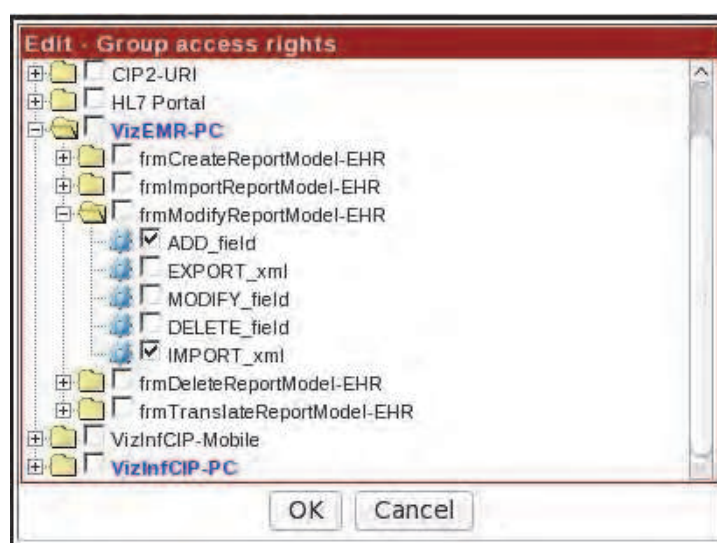 Edit - Group access rights
CIP2-URI
HL7 Portal
VizEMR-PC
frmCreateReportModel-EHR
frmImportReportModel-EHR
frmModifyReportModel-EHR
ADD_field
EXPORT_xml
MODIFY_field
DELETE_field
IMPORT_xml
frmDeleteReportModel-EHR
frmTranslateReportModel-EHR
VizInfCIP-Mobile
VizInfCIP-PC
OK Cancel